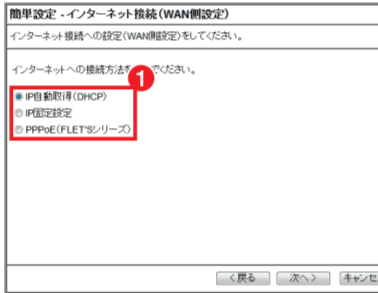 簡単設定 - インターネット接続(WAN側設定)
インターネット接続への設定(WAN側設定)をしてください。
インターネットへの接続方法を でください。
1
IP自動取得(DHCP)
IP固定設定
PPPoE(FLET'Sシリーズ)
<戻る 次へ> キャンセ